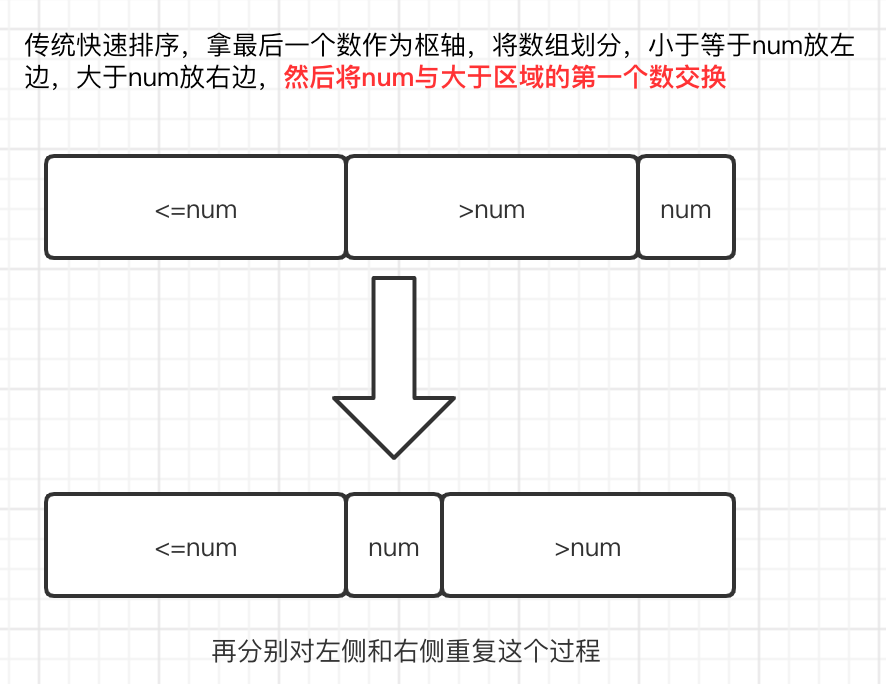 传统快速排序，拿最后一个数作为枢轴，将数组划分，小于等于num放左
边，大于num放右边，然后将num与大于区域的第一个数交换
<=num
>num
num
<=num
num
>num
再分别对左侧和右侧重复这个过程